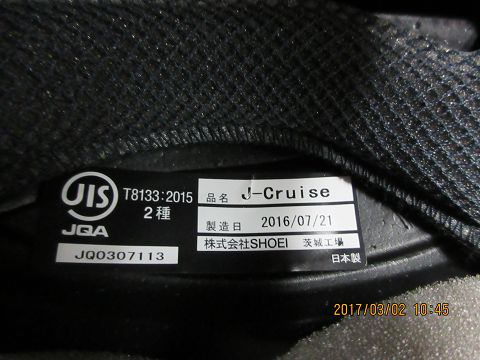 JIS
JQA
T8133:2015
2種
JQ0307113
品名 J-Cruise
製造日 2016/07/21
株式会社SHOEI 茨城工場
日本製
2017/03/02 10:45